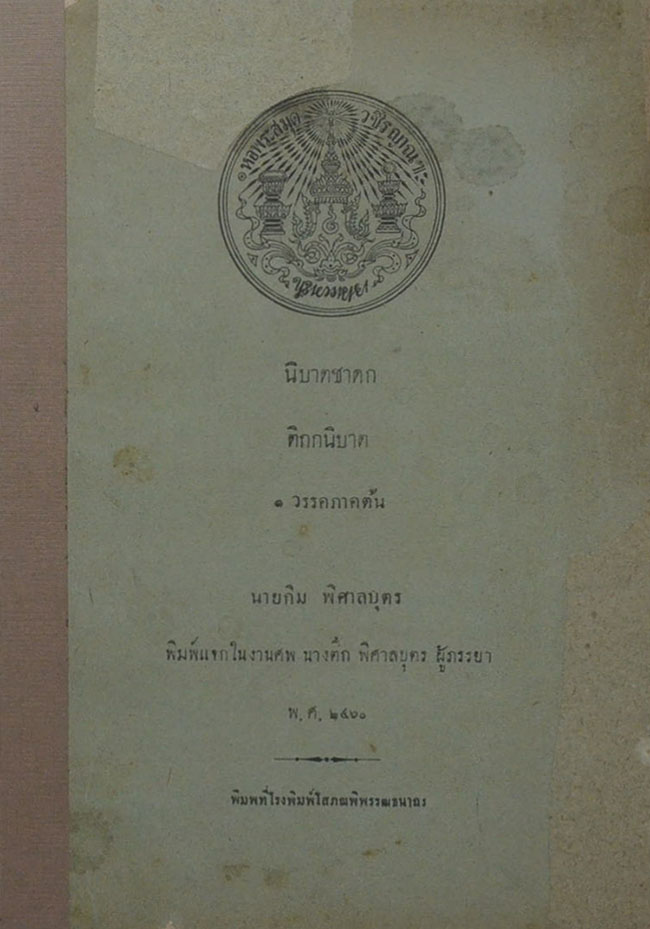 หอพระสมุด วชิรญาณ
นิบาตชาตก
ติกกนิบาต
๑ วรรคภาคต้น
นายกิม พิศาลบุตร
พิมพ์แจกในงานศพ นางตึก พิศาลบุตร ผู้ภรรยา
พ, ศ, ๒๔๖๐
พิมพ์ที่โรงพิมพ์โสภณพิพรรฒธนากร